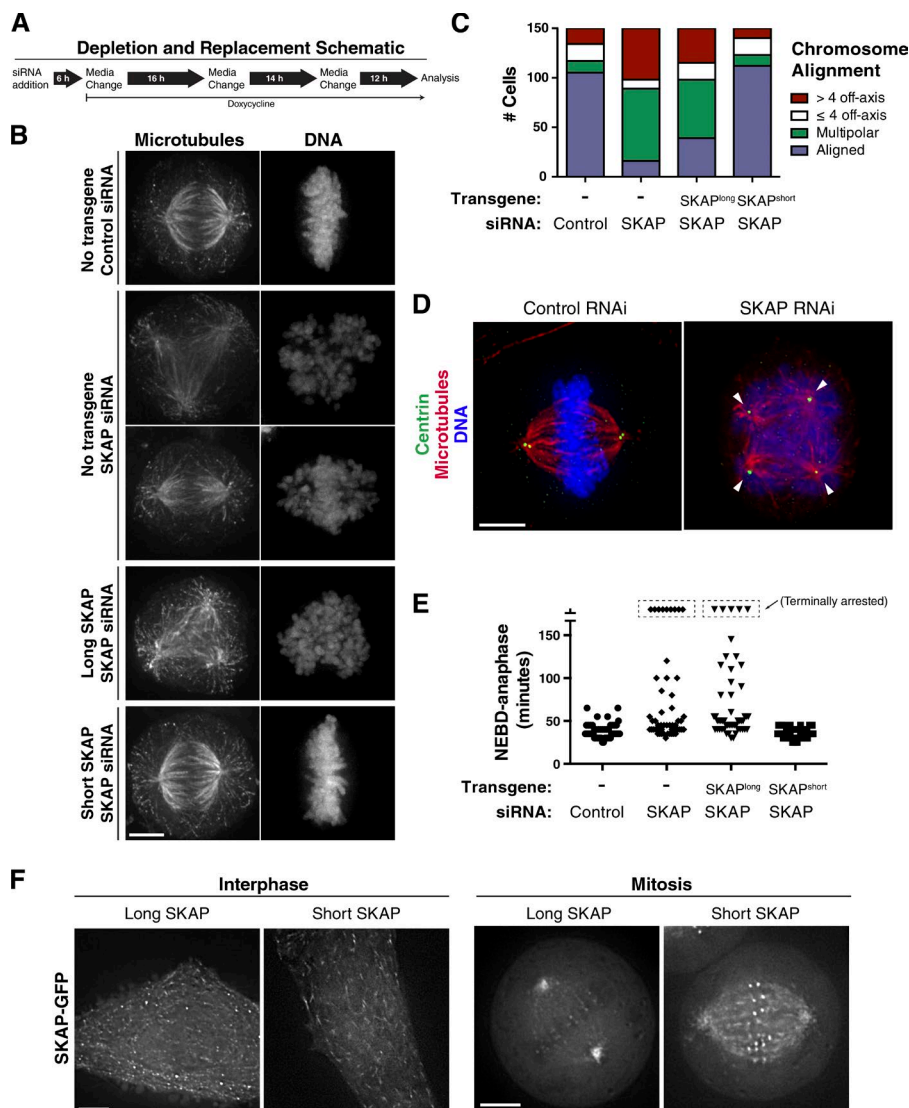 A
Depletion and Replacement Schematic
siRNA addition
6 h
Media Change
16 h
Media Change
14 h
Media Change
12 h
Analysis
Doxycycline
B
Microtubules DNA
No transgene
Control siRNA
No transgene
SKAP siRNA
Long SKAP
SKAP siRNA
Short SKAP
SKAP siRNA
C
150
100
50
0
# Cells
Chromosome
Alignment
> 4 off-axis
≤ 4 off-axis
Multipolar
Aligned
Transgene: - - SKAPlong SKAPshort
siRNA: Control SKAP SKAP SKAP
D
Control RNAi SKAP RNAi
Centrin
Microtubules
DNA
E
(Terminally arrested)
150
100
50
0
NEBD-anaphase
(minutes)
Transgene: - - SKAPlong SKAPshort
siRNA: Control SKAP SKAP SKAP
F
Interphase Mitosis
Long SKAP Short SKAP Long SKAP Short SKAP
SKAP-GFP